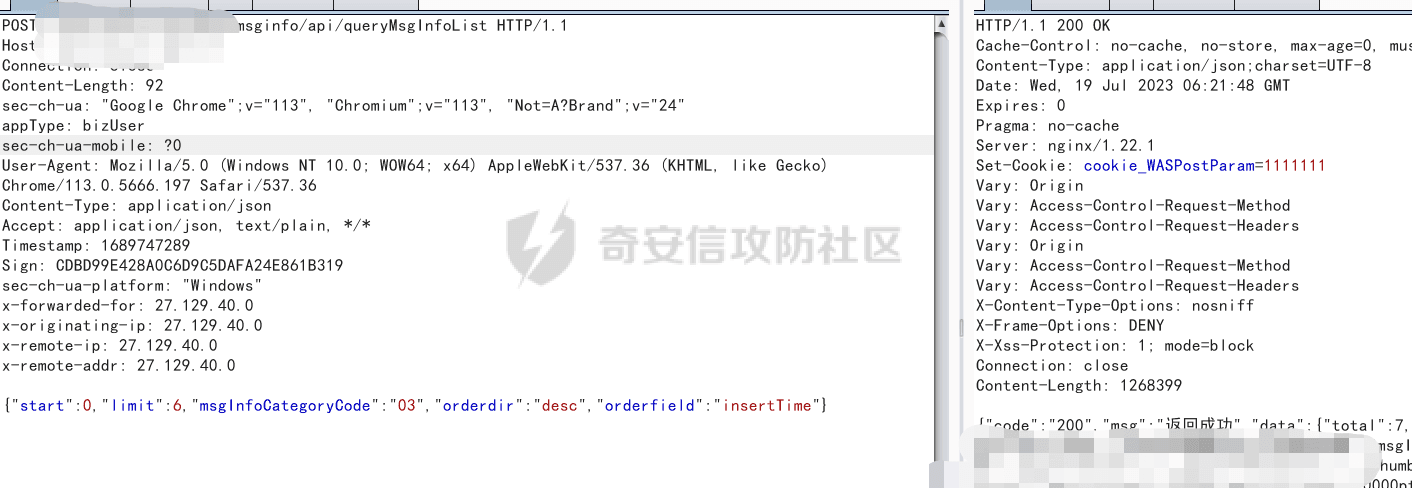 POST msginfo/api/queryMsgInfoList HTTP/1.1
Host
Connection: close
Content-Length: 92
sec-ch-ua: "Google Chrome";v="113", "Chromium";v="113", "Not=A?Brand";v="24"
appType: bizUser
sec-ch-ua-mobile: ?0
User-Agent: Mozilla/5.0 (Windows NT 10.0; WOW64; x64) AppleWebKit/537.36 (KHTML, like Gecko)
Chrome/113.0.5666.197 Safari/537.36
Content-Type: application/json
Accept: application/json, text/plain, */*
Timestamp: 1689747289
Sign: CDBD99E428A0C6D9C5DAFA24E861B319
sec-ch-ua-platform: "Windows"
x-forwarded-for: 27.129.40.0
x-originating-ip: 27.129.40.0
x-remote-ip: 27.129.40.0
x-remote-addr: 27.129.40.0
{"start":0,"limit":6,"msgInfoCategoryCode":"03","orderdir":"desc","orderfield":"insertTime"}
奇安信攻防社区
HTTP/1.1 200 OK
Cache-Control: no-cache, no-store, max-age=0, mus
Content-Type: application/json;charset=UTF-8
Date: Wed, 19 Jul 2023 06:21:48 GMT
Expires: 0
Pragma: no-cache
Server: nginx/1.22.1
Set-Cookie: cookie_WASPostParam=1111111
Vary: Origin
Vary: Access-Control-Request-Method
Vary: Access-Control-Request-Headers
Vary: Origin
Vary: Access-Control-Request-Method
Vary: Access-Control-Request-Headers
X-Content-Type-Options: nosniff
X-Frame-Options: DENY
X-Xss-Protection: 1; mode=block
Connection: close
Content-Length: 1268399
{"code":"200","msg":"返回成功","data":{"total":7,
msgI
humb